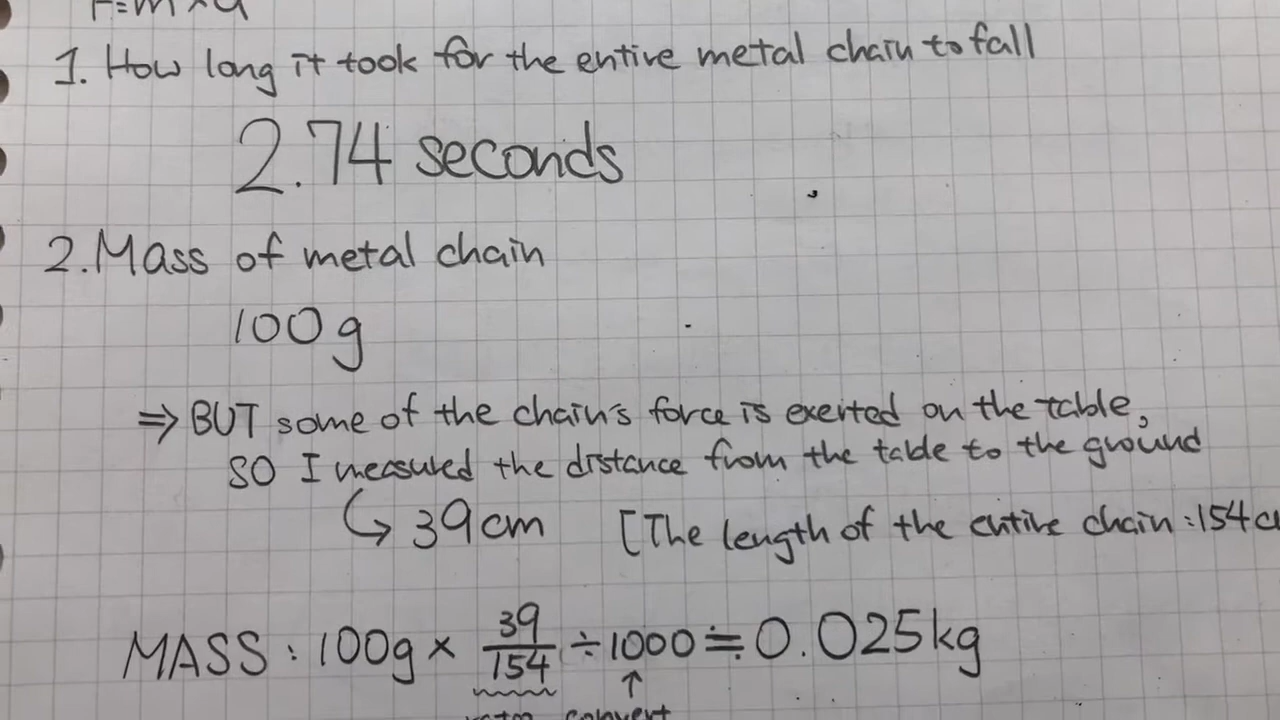 F=m×a
1. How long it took for the entire metal chain to fall
2.74 seconds
2. Mass of metal chain
100g
⇒ BUT some of the chain's force is exerted on the table,
SO I measured the distance from the table to the ground
↳ 39cm [The length of the entire chain:154c
MASS : 100g × 39/154 ÷ 1000 ≒ 0.025kg
↑
convert